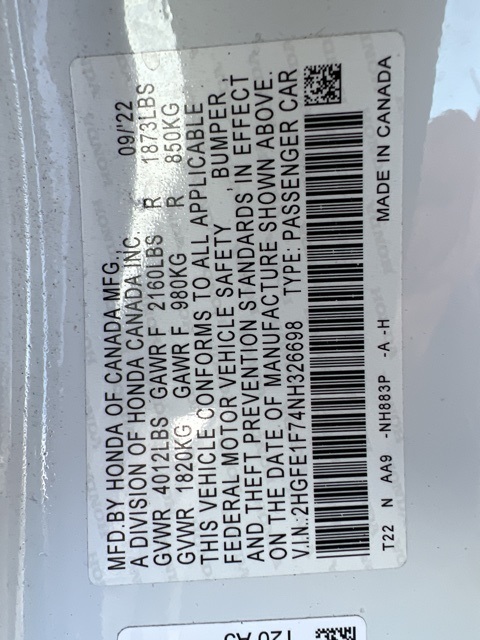 MFD.BY HONDA OF CANADA MFG., 09/'22
A DIVISION OF HONDA CANADA INC.
GVWR 4012LBS GAWR F 2160LBS R 1873LBS
GVWR 1820KG GAWR F 980KG R 850KG
THIS VEHICLE CONFORMS TO ALL APPLICABLE
FEDERAL MOTOR VEHICLE SAFETY, BUMPER,
AND THEFT PREVENTION STANDARDS IN EFFECT
ON THE DATE OF MANUFACTURE SHOWN ABOVE.
V.I.N.:2HGFE1F74NH326698 TYPE: PASSENGER CAR
T22 N AA9 -NH883P -A -H MADE IN CANADA